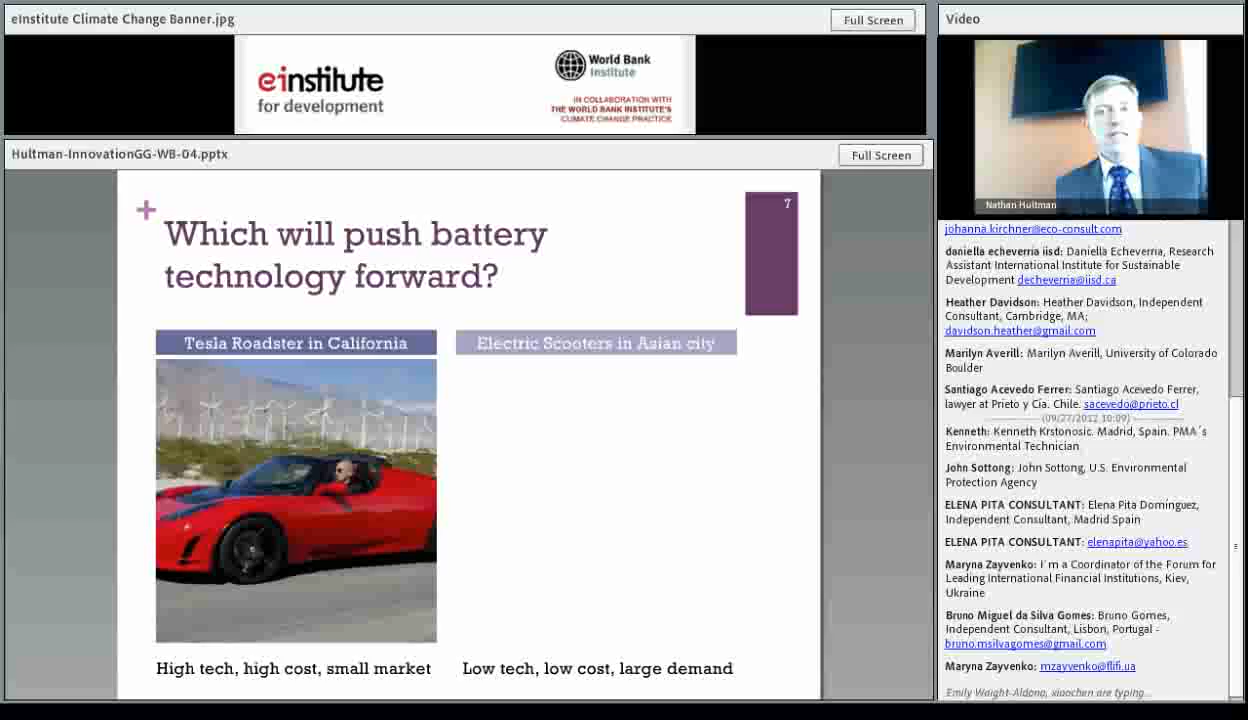 eInstitute Climate Change Banner.jpg
Full Screen
einstitute
for development
World Bank
Institute
IN COLLABORATION WITH
THE WORLD BANK INSTITUTE'S
CLIMATE CHANGE PRACTICE
Hultman-InnovationGG-WB-04.pptx
Full Screen
+
7
Which will push battery
technology forward?
Tesla Roadster in California
Electric Scooters in Asian city
High tech, high cost, small market
Low tech, low cost, large demand
Video
Nathan Hultman
johanna.kirchner@eco-consult.com
daniella echeverria iisd: Daniella Echeverria, Research
Assistant International Institute for Sustainable
Development decheverria@iisd.ca
Heather Davidson: Heather Davidson, Independent
Consultant, Cambridge, MA;
davidson.heather@gmail.com
Marilyn Averill: Marilyn Averill, University of Colorado
Boulder
Santiago Acevedo Ferrer: Santiago Acevedo Ferrer,
lawyer at Prieto y Cía. Chile. sacevedo@prieto.cl
(09/27/2012 10:09)
Kenneth: Kenneth Krstonosic. Madrid, Spain. PMA´s
Environmental Technician
John Sottong: John Sottong, U.S. Environmental
Protection Agency
ELENA PITA CONSULTANT: Elena Pita Domínguez,
Independent Consultant, Madrid Spain
ELENA PITA CONSULTANT: elenapita@yahoo.es
Maryna Zayvenko: I´m a Coordinator of the Forum for
Leading International Financial Institutions, Kiev,
Ukraine
Bruno Miguel da Silva Gomes: Bruno Gomes,
Independent Consultant, Lisbon, Portugal -
bruno.msilvagomes@gmail.com
Maryna Zayvenko: mzayvenko@flifi.ua
Emily Waight-Aldana, xiaochen are typing...